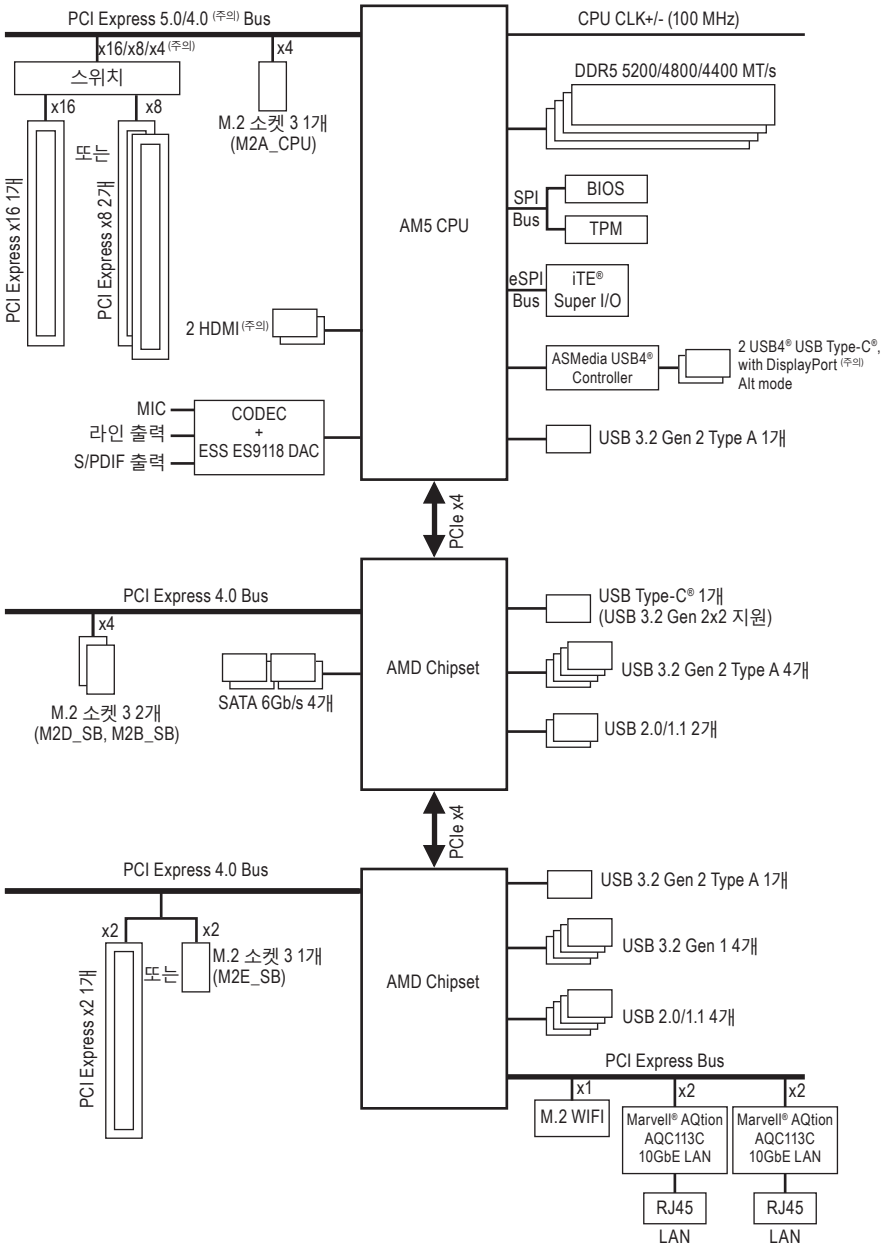 PCI Express 5.0/4.0 (주의) Bus
CPU CLK+/- (100 MHz)
x16/x8/x4 (주의)
x4
스위치
x16
x8
또는
PCI Express x16 1개
PCI Express x8 2개
M.2 소켓 3 1개
(M2A_CPU)
DDR5 5200/4800/4400 MT/s
AM5 CPU
SPI
Bus
BIOS
TPM
eSPI
Bus
iTE®
Super I/O
2 HDMI (주의)
ASMedia USB4®
Controller
2 USB4® USB Type-C®,
with DisplayPort (주의)
Alt mode
MIC
라인 출력
S/PDIF 출력
CODEC
+
ESS ES9118 DAC
USB 3.2 Gen 2 Type A 1개
PCIe x4
PCI Express 4.0 Bus
x4
M.2 소켓 3 2개
(M2D_SB, M2B_SB)
SATA 6Gb/s 4개
AMD Chipset
USB Type-C® 1개
(USB 3.2 Gen 2x2 지원)
USB 3.2 Gen 2 Type A 4개
USB 2.0/1.1 2개
PCIe x4
PCI Express 4.0 Bus
x2
x2
PCI Express x2 1개
또는
M.2 소켓 3 1개
(M2E_SB)
AMD Chipset
USB 3.2 Gen 2 Type A 1개
USB 3.2 Gen 1 4개
USB 2.0/1.1 4개
PCI Express Bus
x1
x2
x2
M.2 WIFI
Marvell® AQtion
AQC113C
10GbE LAN
Marvell® AQtion
AQC113C
10GbE LAN
RJ45
RJ45
LAN
LAN